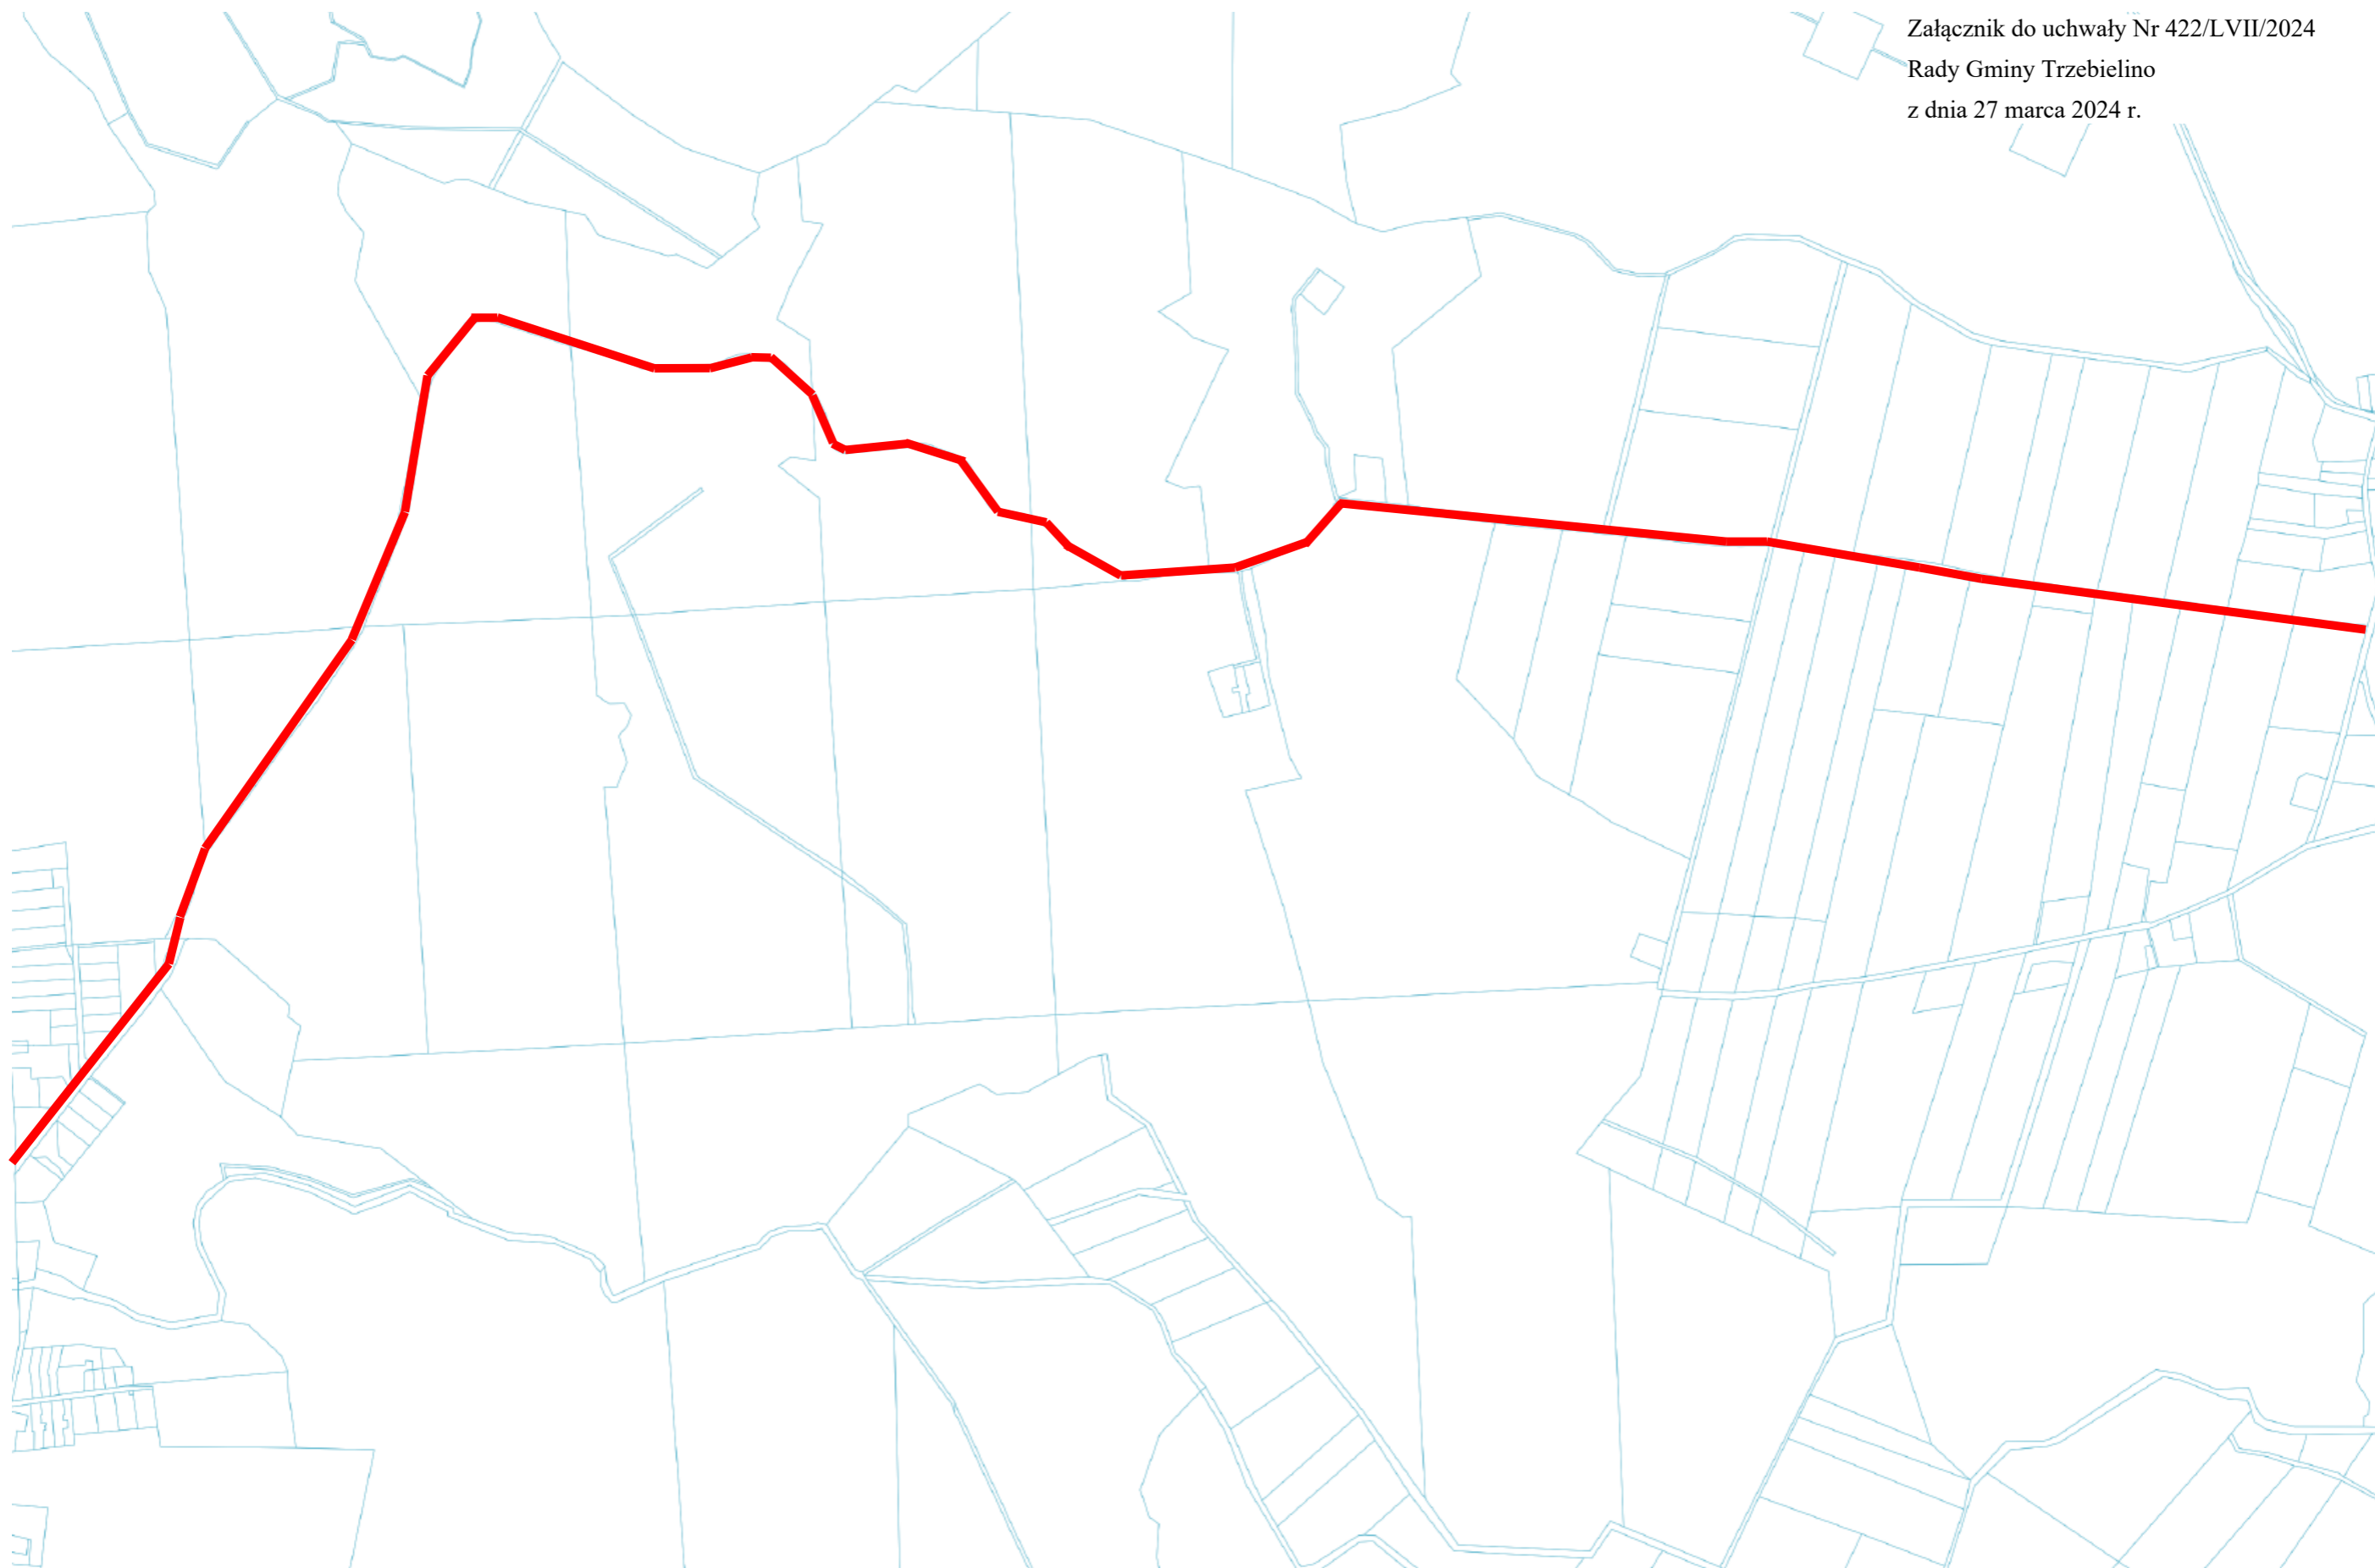 Załącznik do uchwały Nr 422/LVII/2024
Rady Gminy Trzebielino
z dnia 27 marca 2024 r.